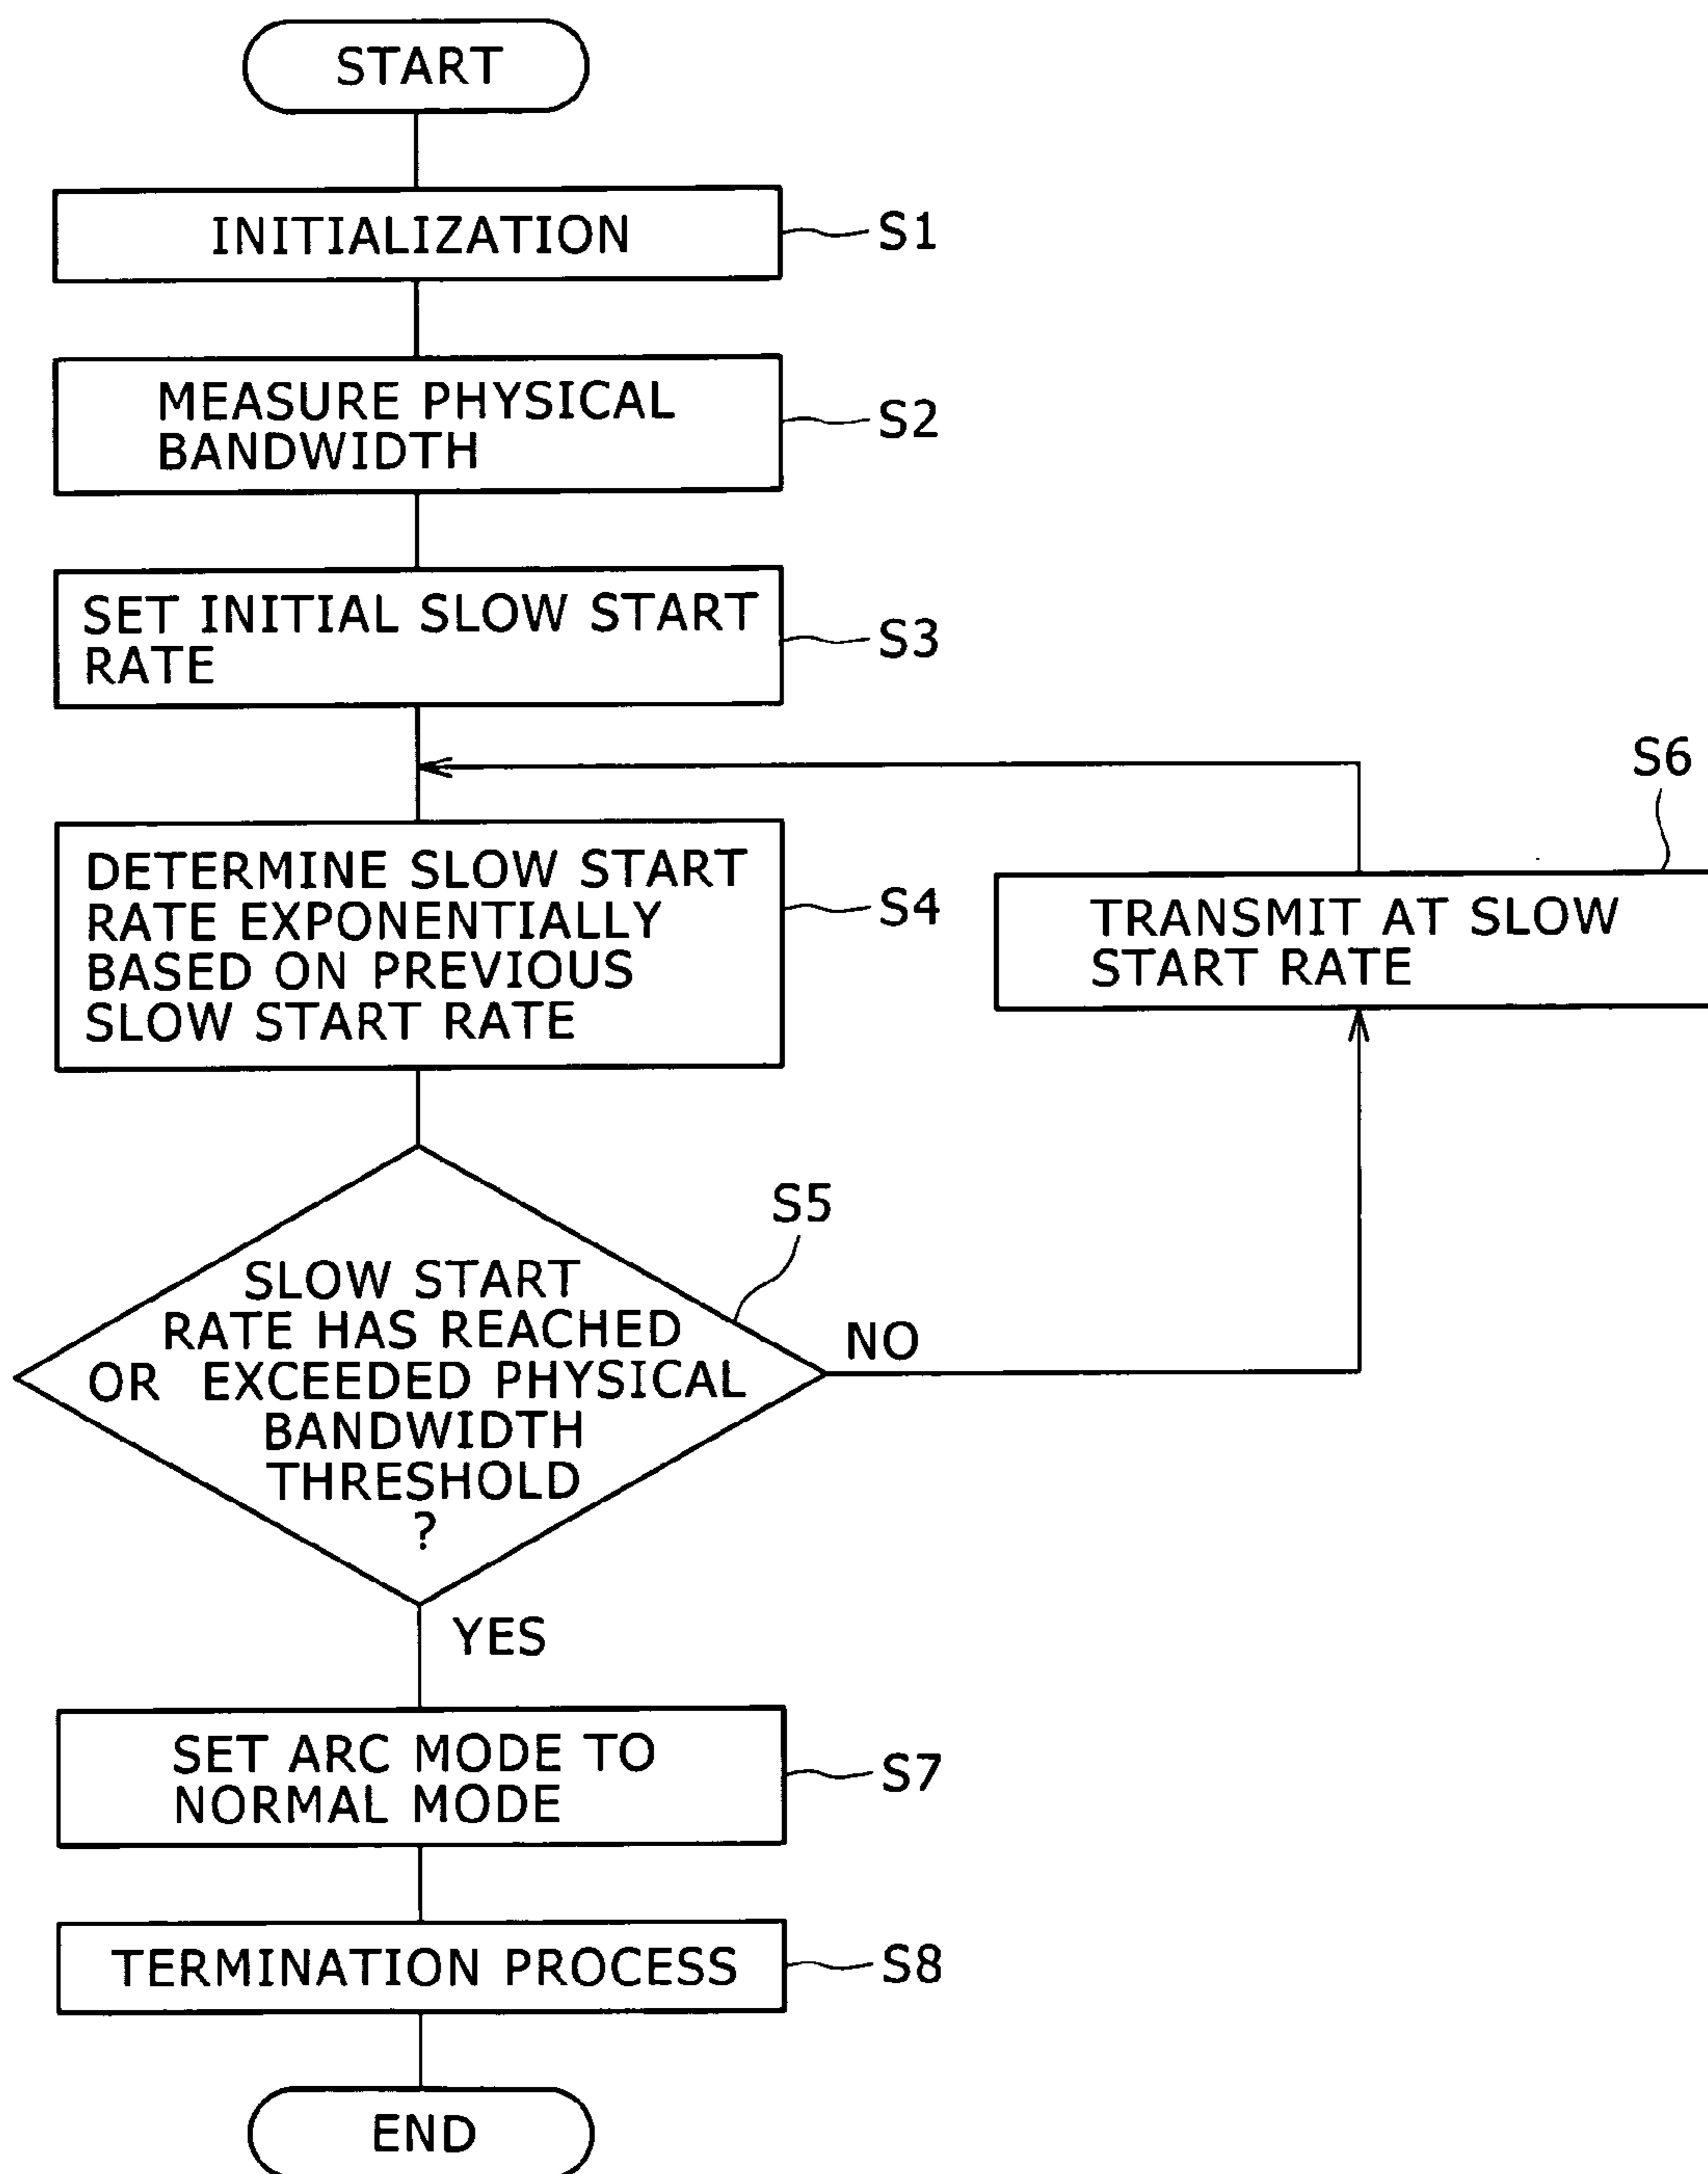 START
INITIALIZATION
S1
MEASURE PHYSICAL
BANDWIDTH
S2
SET INITIAL SLOW START
RATE
S3
S6
DETERMINE SLOW START
RATE EXPONENTIALLY
BASED ON PREVIOUS
SLOW START RATE
S4
TRANSMIT AT SLOW
START RATE
S5
SLOW START
RATE HAS REACHED
OR EXCEEDED PHYSICAL
BANDWIDTH
THRESHOLD
?
NO
YES
SET ARC MODE TO
NORMAL MODE
S7
TERMINATION PROCESS
S8
END